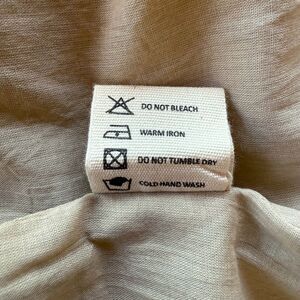 DO NOT BLEACH
WARM IRON
DO NOT TUMBLE DRY
COLD HAND WASH